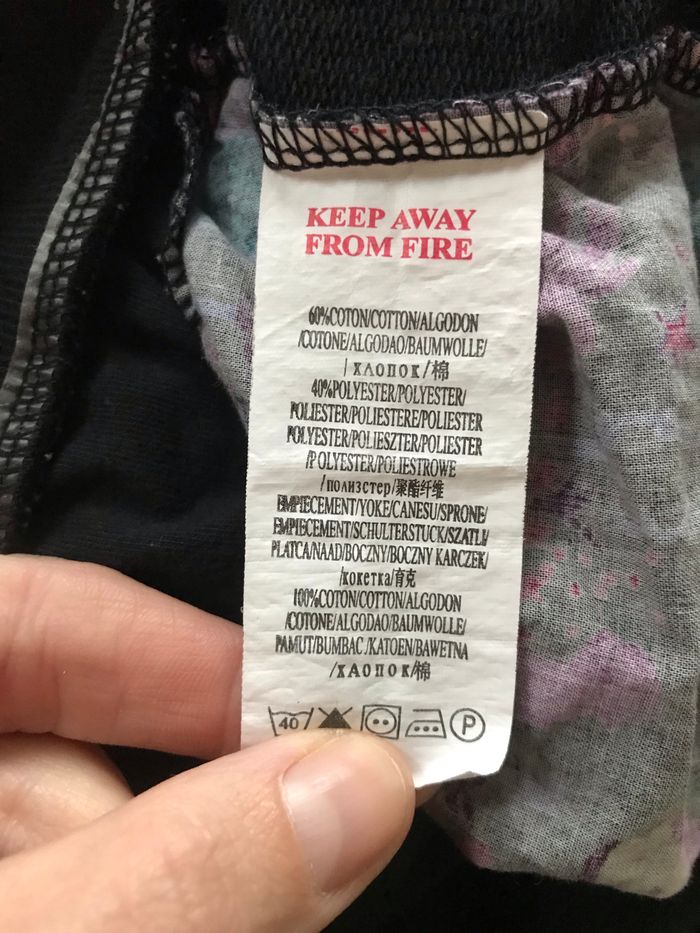 KEEP AWAY
FROM FIRE
60%COTON/COTTON/ALGODON
/COTONE/ALGODAO/BAUMWOLLE/
/ХЛОПОК/棉
40%POLYESTER/POLYESTER/
POLIESTER/POLIESTERE/POLIESTER
POLYESTER/POLIESZTER/POLIESTER
/POLYESTER/POLIESTROWE
/полиэстер/聚酯纤维
EMPIECEMENT/YOKE/CANESU/SPRONE/
EMPIECEMENT/SCHULTERSTUCK/SZATLI/
PLATCA/NAAD/BOCZNY/BOCZNY KARCZEK/
/кокетка/育克
100%COTON/COTTON/ALGODON
/COTONE/ALGODAO/BAUMWOLLE/
PAMUT/BUMBAC/KATOEN/BAWETNA
/ХЛОПОК/棉
40 P